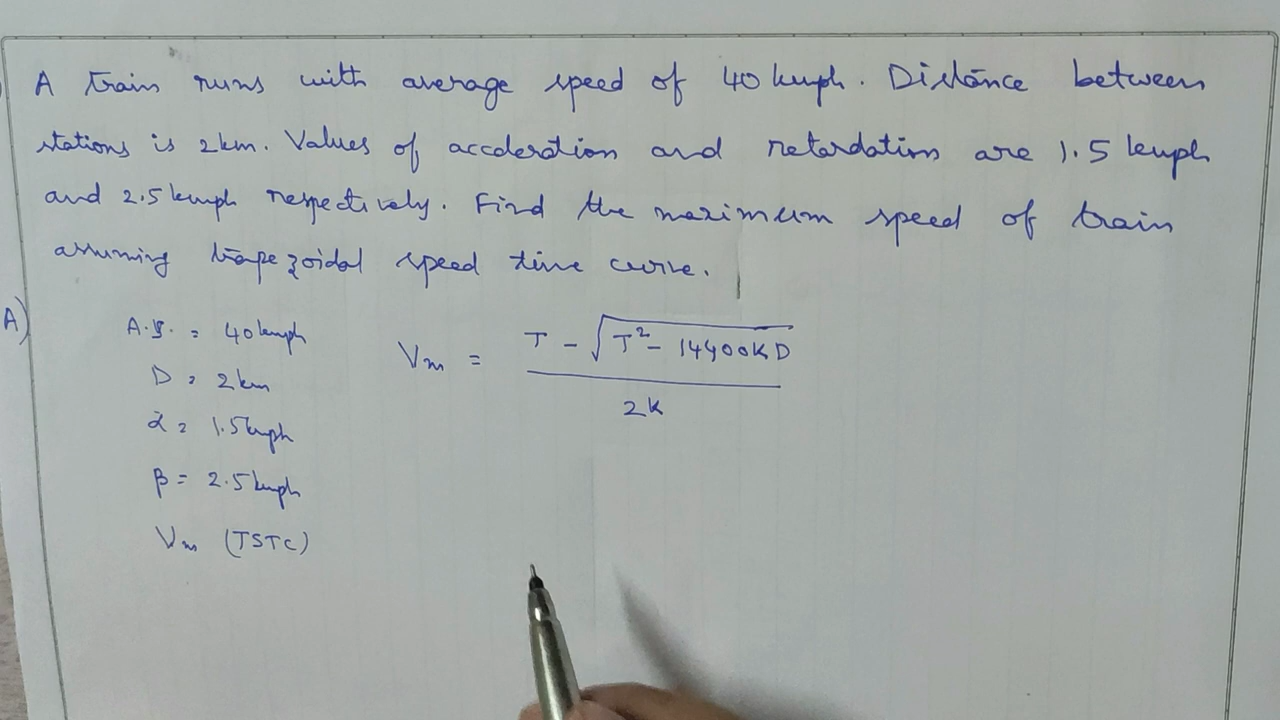 A train runs with average speed of 40 kmph. Distance between
stations is 2km. Values of acceleration and retardation are 1.5 kmph
and 2.5 kmph respectively. Find the maximum speed of train
assuming trapezoidal speed time curve.
A)
A.S. = 40 kmph
D = 2 km
α = 1.5 kmph
β = 2.5 kmph
Vm (TSTC)
Vm = T - √T² - 14400KD
2K